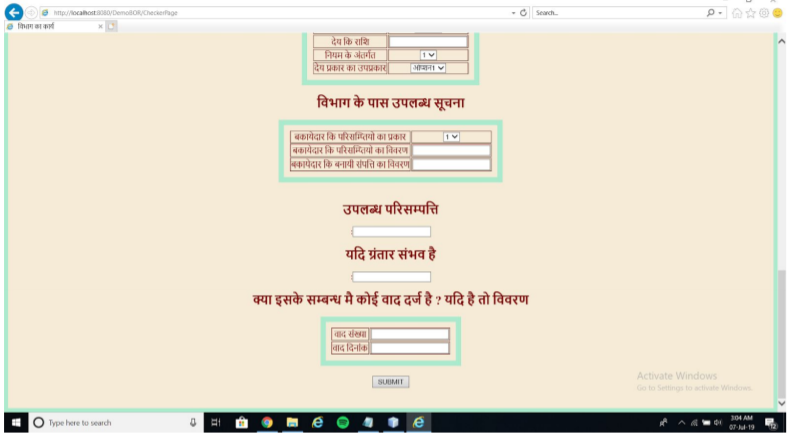 http://localhost:8080/DemoBOR/CheckerPage
Search...
विभाग का कार्य
देय कि राशि
नियम के अंतर्गत 1
देय प्रकार का उपप्रकार ओप्शन1
विभाग के पास उपलब्ध सूचना
बकायेदार कि परिसम्प्तियो का प्रकार 1
बकायेदार कि परिसम्प्तियो का विवरण
बकायेदार कि बनायी संपत्ति का विवरण
उपलब्ध परिसम्पत्ति
:
यदि ग्रंतार संभव है
:
क्या इसके सम्बन्ध मै कोई वाद दर्ज है ? यदि है तो विवरण
वाद संख्या
वाद दिनांक
SUBMIT
Activate Windows
Go to Settings to activate Windows.
Type here to search
3:04 AM
07-Jul-19